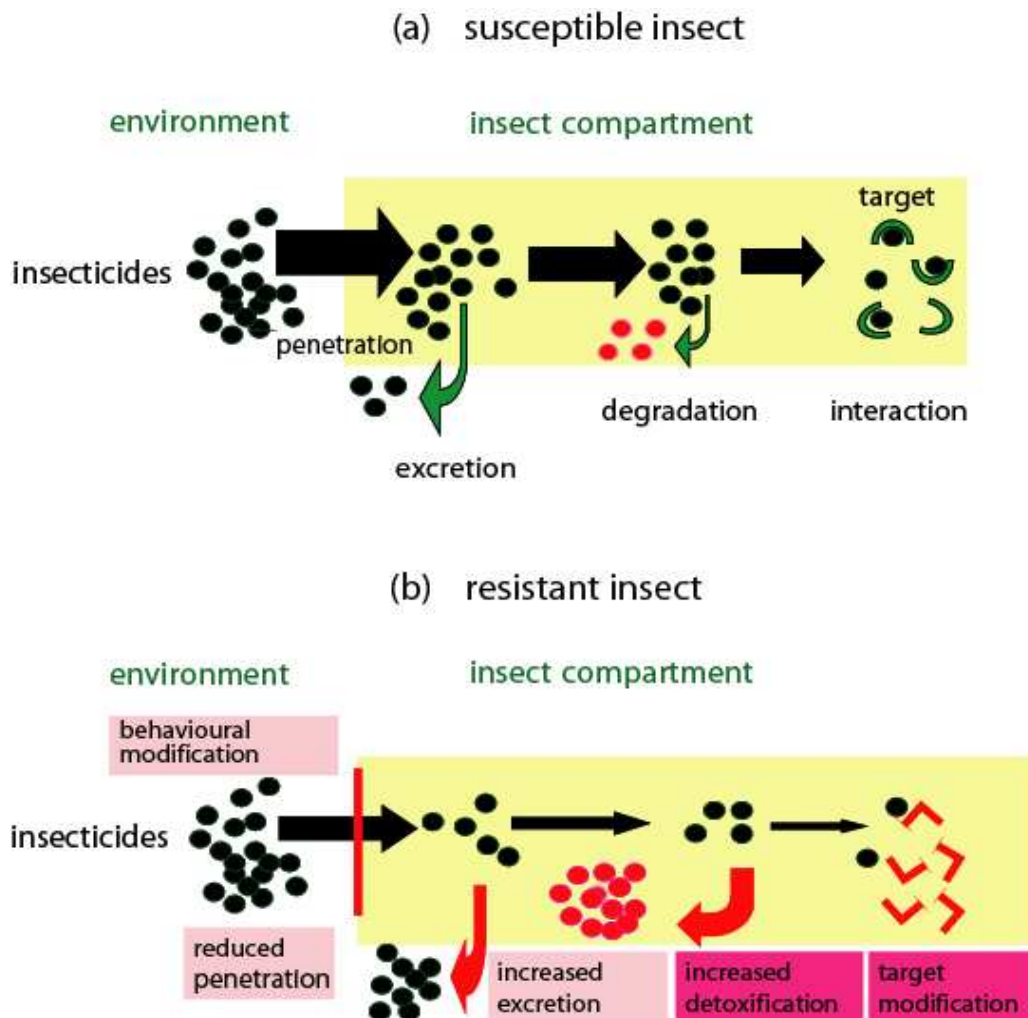 (a) susceptible insect
environment insect compartment
target
insecticides
penetration
degradation interaction
excretion
(b) resistant insect
environment insect compartment
behavioural
modification
insecticides
reduced
penetration
increased
excretion
increased
detoxification
target
modification